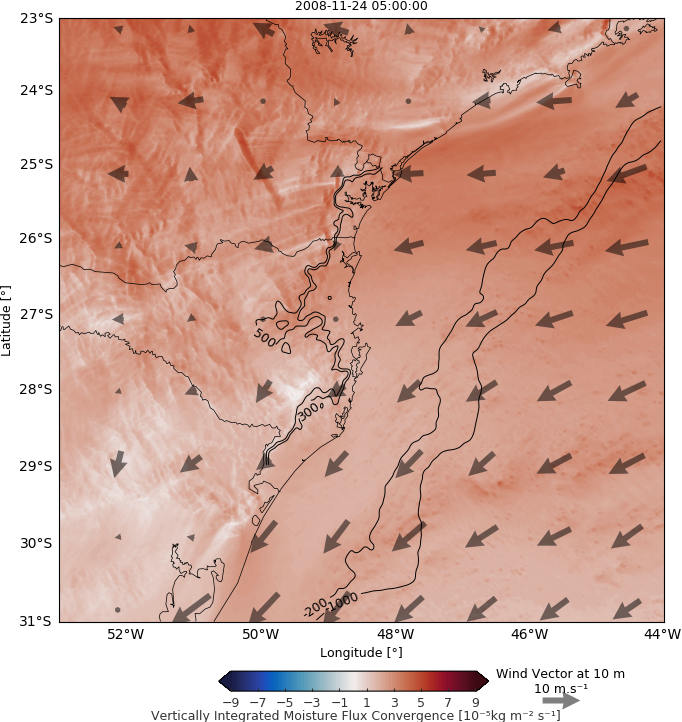 2008-11-24 05:00:00
23°S
24°S
25°S
26°S
27°S
28°S
29°S
30°S
31°S
Latitude [°]
500
300
-200
-1000
52°W 50°W 48°W 46°W 44°W
Longitude [°]
−9 −7 −5 −3 −1 1 3 5 7 9
Vertically Integrated Moisture Flux Convergence [10⁻⁵kg m⁻² s⁻¹]
Wind Vector at 10 m
10 m.s⁻¹